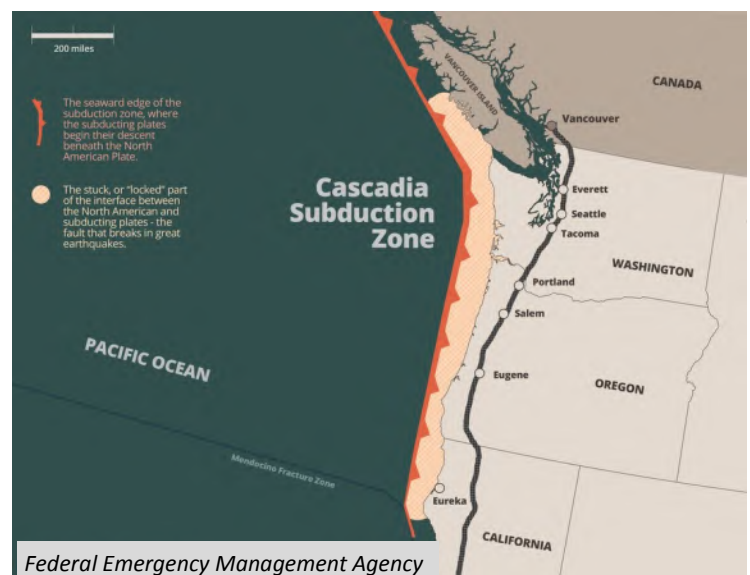 200 miles
The seaward edge of the
subduction zone, where
the subducting plates
begin their descent
beneath the North
American Plate.
The stuck, or "locked" part
of the interface between
the North American and
subducting plates - the
fault that breaks in great
earthquakes.
Cascadia
Subduction
Zone
PACIFIC OCEAN
Mendocino Fracture Zone
VANCOUVER ISLAND
CANADA
Vancouver
Everett
Seattle
Tacoma
WASHINGTON
Portland
Salem
Eugene
OREGON
Eureka
CALIFORNIA
Federal Emergency Management Agency